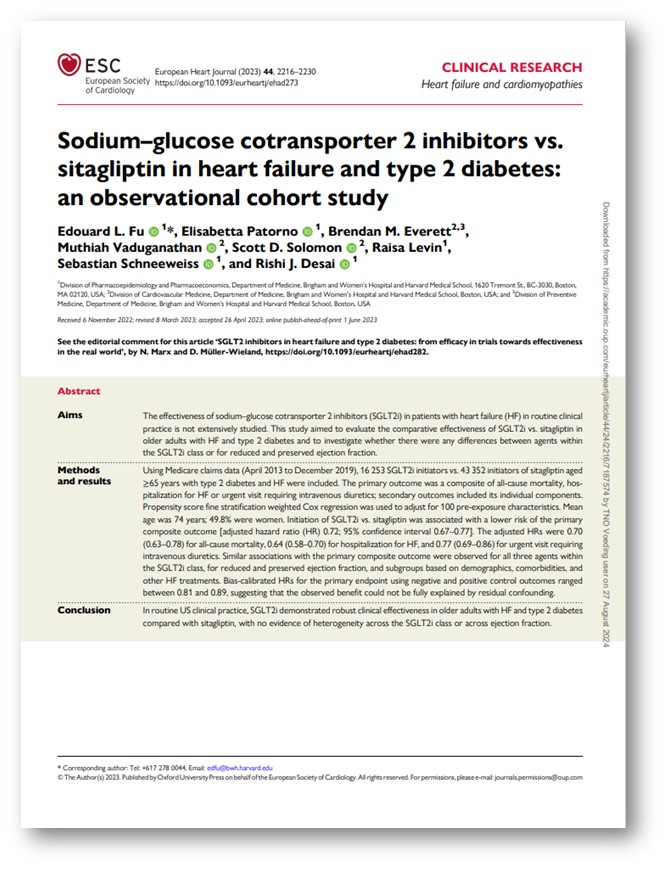 ESC
European Society
of Cardiology
European Heart Journal (2023) 44, 2216–2230
https://doi.org/10.1093/eurheartj/ehad273
CLINICAL RESEARCH
Heart failure and cardiomyopathies
Sodium–glucose cotransporter 2 inhibitors vs.
sitagliptin in heart failure and type 2 diabetes:
an observational cohort study
Edouard L. Fu 1*, Elisabetta Patorno 1, Brendan M. Everett2,3,
Muthiah Vaduganathan 2, Scott D. Solomon 2, Raisa Levin1,
Sebastian Schneeweiss 1, and Rishi J. Desai 1
1Division of Pharmacoepidemiology and Pharmacoeconomics, Department of Medicine, Brigham and Women's Hospital and Harvard Medical School, 1620 Tremont St., BC-3030, Boston,
MA 02120, USA; 2Division of Cardiovascular Medicine, Department of Medicine, Brigham and Women's Hospital and Harvard Medical School, Boston, USA; and 3Division of Preventive
Medicine, Department of Medicine, Brigham and Women's Hospital and Harvard Medical School, Boston, USA
Received 6 November 2022; revised 8 March 2023; accepted 26 April 2023; online publish-ahead-of-print 1 June 2023
See the editorial comment for this article 'SGLT2 inhibitors in heart failure and type 2 diabetes: from efficacy in trials towards effectiveness
in the real world', by N. Marx and D. Müller-Wieland, https://doi.org/10.1093/eurheartj/ehad282.
Abstract
Aims
The effectiveness of sodium–glucose cotransporter 2 inhibitors (SGLT2i) in patients with heart failure (HF) in routine clinical
practice is not extensively studied. This study aimed to evaluate the comparative effectiveness of SGLT2i vs. sitagliptin in
older adults with HF and type 2 diabetes and to investigate whether there were any differences between agents within
the SGLT2i class or for reduced and preserved ejection fraction.
Methods
and results
Using Medicare claims data (April 2013 to December 2019), 16 253 SGLT2i initiators vs. 43 352 initiators of sitagliptin aged
≥65 years with type 2 diabetes and HF were included. The primary outcome was a composite of all-cause mortality, hos-
pitalization for HF or urgent visit requiring intravenous diuretics; secondary outcomes included its individual components.
Propensity score fine stratification weighted Cox regression was used to adjust for 100 pre-exposure characteristics. Mean
age was 74 years; 49.8% were women. Initiation of SGLT2i vs. sitagliptin was associated with a lower risk of the primary
composite outcome [adjusted hazard ratio (HR) 0.72; 95% confidence interval 0.67–0.77]. The adjusted HRs were 0.70
(0.63–0.78) for all-cause mortality, 0.64 (0.58–0.70) for hospitalization for HF, and 0.77 (0.69–0.86) for urgent visit requiring
intravenous diuretics. Similar associations with the primary composite outcome were observed for all three agents within
the SGLT2i class, for reduced and preserved ejection fraction, and subgroups based on demographics, comorbidities, and
other HF treatments. Bias-calibrated HRs for the primary endpoint using negative and positive control outcomes ranged
between 0.81 and 0.89, suggesting that the observed benefit could not be fully explained by residual confounding.
Conclusion
In routine US clinical practice, SGLT2i demonstrated robust clinical effectiveness in older adults with HF and type 2 diabetes
compared with sitagliptin, with no evidence of heterogeneity across the SGLT2i class or across ejection fraction.
* Corresponding author: Tel: +617 278 0044, Email: edfu@bwh.harvard.edu
© The Author(s) 2023. Published by Oxford University Press on behalf of the European Society of Cardiology. All rights reserved. For permissions, please e-mail: journals.permissions@oup.com
Downloaded from https://academic.oup.com/eurheartj/article/44/24/2216/7187574 by TNO Voeding user on 27 August 2024